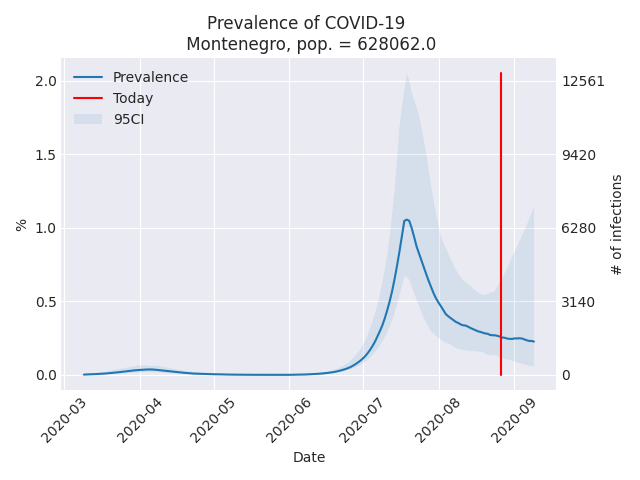 Prevalence of COVID-19
Montenegro, pop. = 628062.0
Prevalence
Today
95CI
%
2.0
1.5
1.0
0.5
0.0
12561
9420
6280
3140
0
# of infections
2020-03
2020-04
2020-05
2020-06
2020-07
2020-08
2020-09
Date